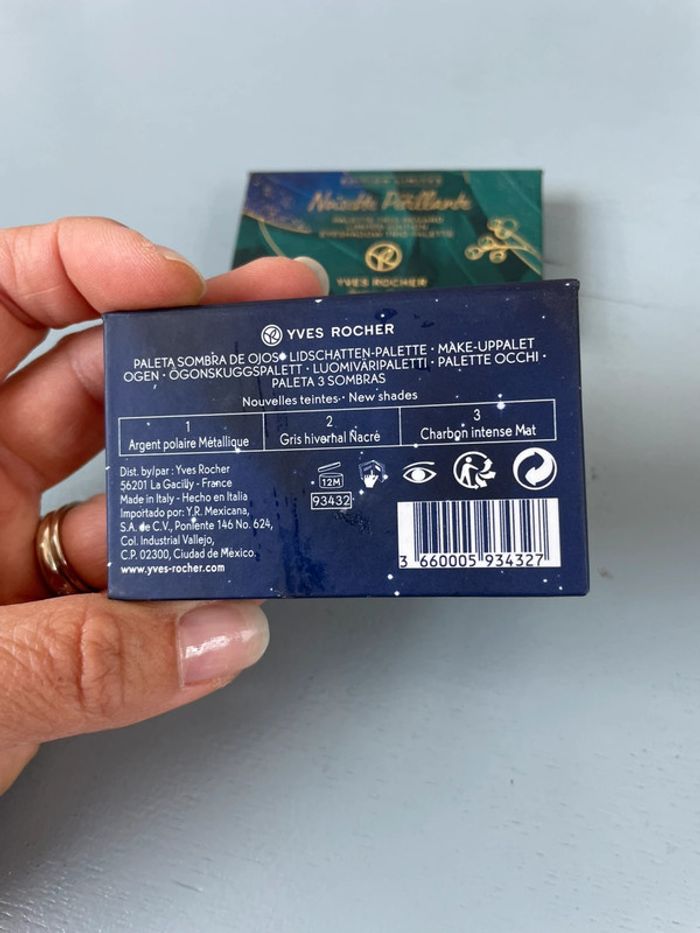 Noisette Pétillante
YVES ROCHER
YVES ROCHER
PALETA SOMBRA DE OJOS • LIDSCHATTEN-PALETTE • MAKE-UPPALET
OGEN • ÖGONSKUGGSPALETT • LUOMIVÄRIPALETTI • PALETTE OCCHI •
PALETA 3 SOMBRAS
Nouvelles teintes • New shades
1 2 3
Argent polaire Métallique Gris hivernal Nacré Charbon intense Mat
Dist. by/par : Yves Rocher
56201 La Gacilly - France
Made in Italy - Hecho en Italia
Importado por: Y.R. Mexicana,
S.A. de C.V., Poniente 146 No. 624,
Col. Industrial Vallejo,
C.P. 02300, Ciudad de México.
www.yves-rocher.com
12M
93432
3 660005 934327